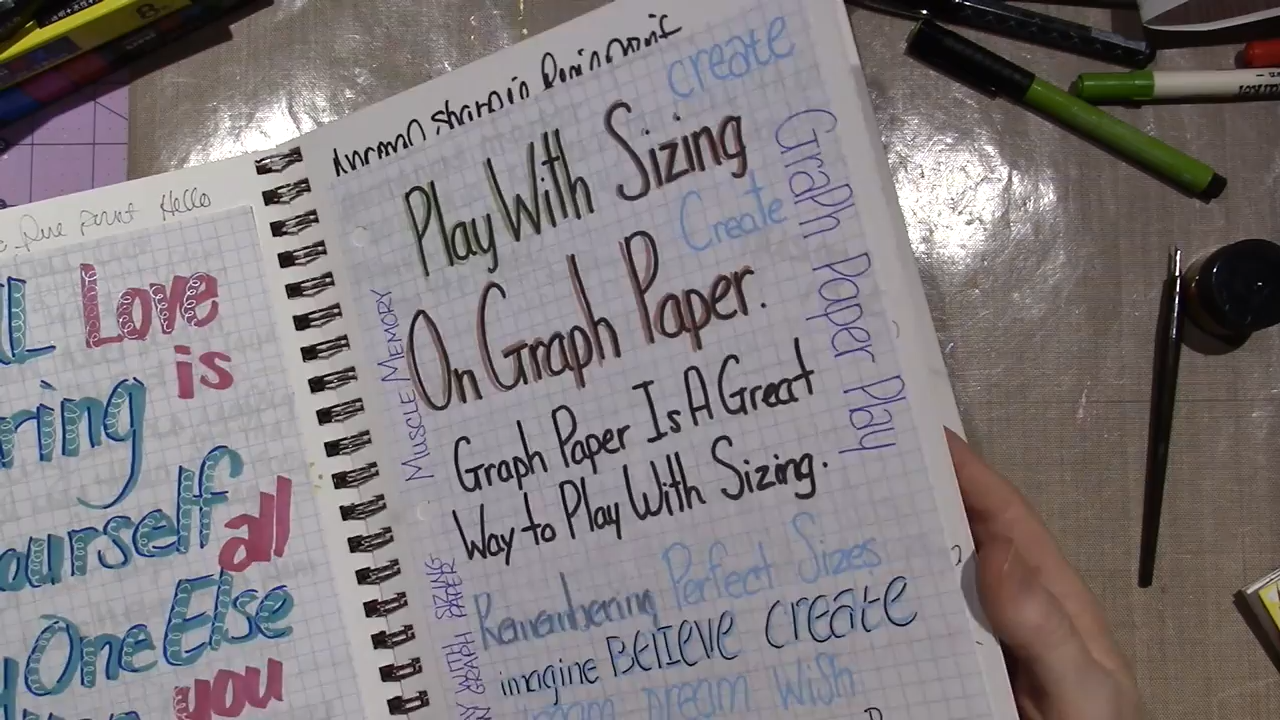 Hello
Love
is
ring
ourself
all
One Else
you
create
Play With Sizing
Create
On Graph Paper.
Graph Paper Play
MUSCLE MEMORY
Graph Paper Is A Great
Way to Play With Sizing.
Remembering Perfect Sizes
imagine BELIEVE create
DREAM Wish
WITH SIZING
GRAPH PAPER